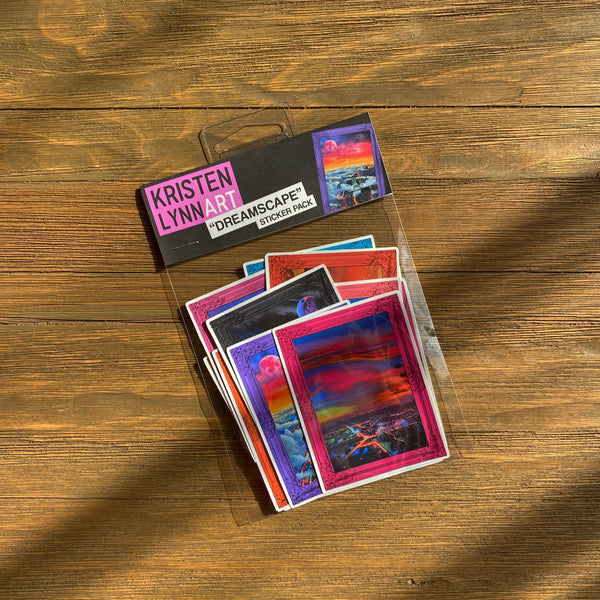 KRISTEN
LYNNART
"DREAMSCAPE"
STICKER PACK